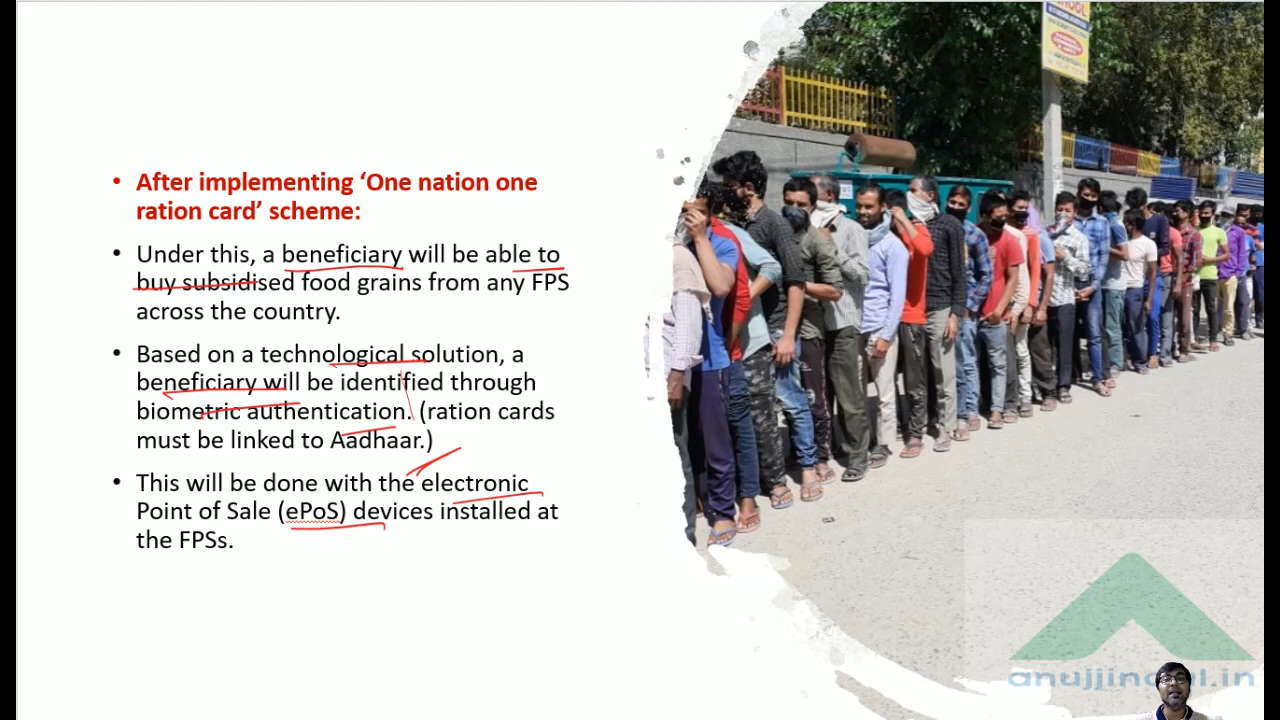 After implementing ‘One nation one
ration card’ scheme:
Under this, a beneficiary will be able to
buy subsidised food grains from any FPS
across the country.
Based on a technological solution, a
beneficiary will be identified through
biometric authentication. (ration cards
must be linked to Aadhaar.)
This will be done with the electronic
Point of Sale (ePoS) devices installed at
the FPSs.